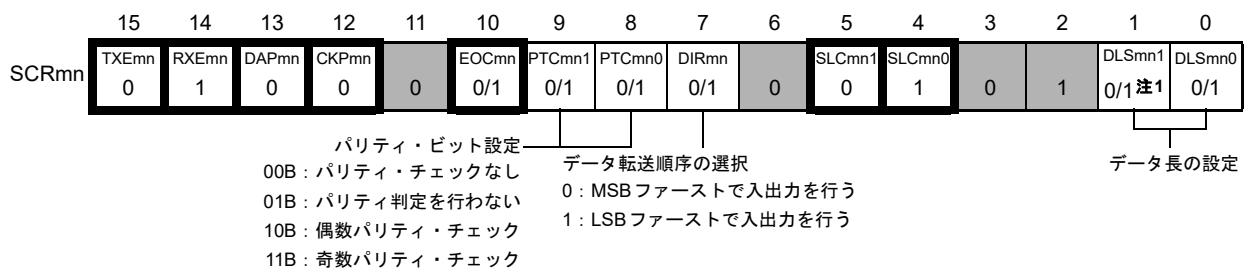 15 14 13 12 11 10 9 8 7 6 5 4 3 2 1 0
SCRmn
TXEmn RXEmn DAPmn CKPmn EOCmn PTCmn1 PTCmn0 DIRmn SLCmn1 SLCmn0 DLSmn1 DLSmn0
0 1 0 0 0 0/1 0/1 0/1 0/1 0 0 1 0 1 0/1注1 0/1
パリティ・ビット設定
00B：パリティ・チェックなし
01B：パリティ判定を行わない
10B：偶数パリティ・チェック
11B：奇数パリティ・チェック
データ転送順序の選択
0：MSBファーストで入出力を行う
1：LSBファーストで入出力を行う
データ長の設定